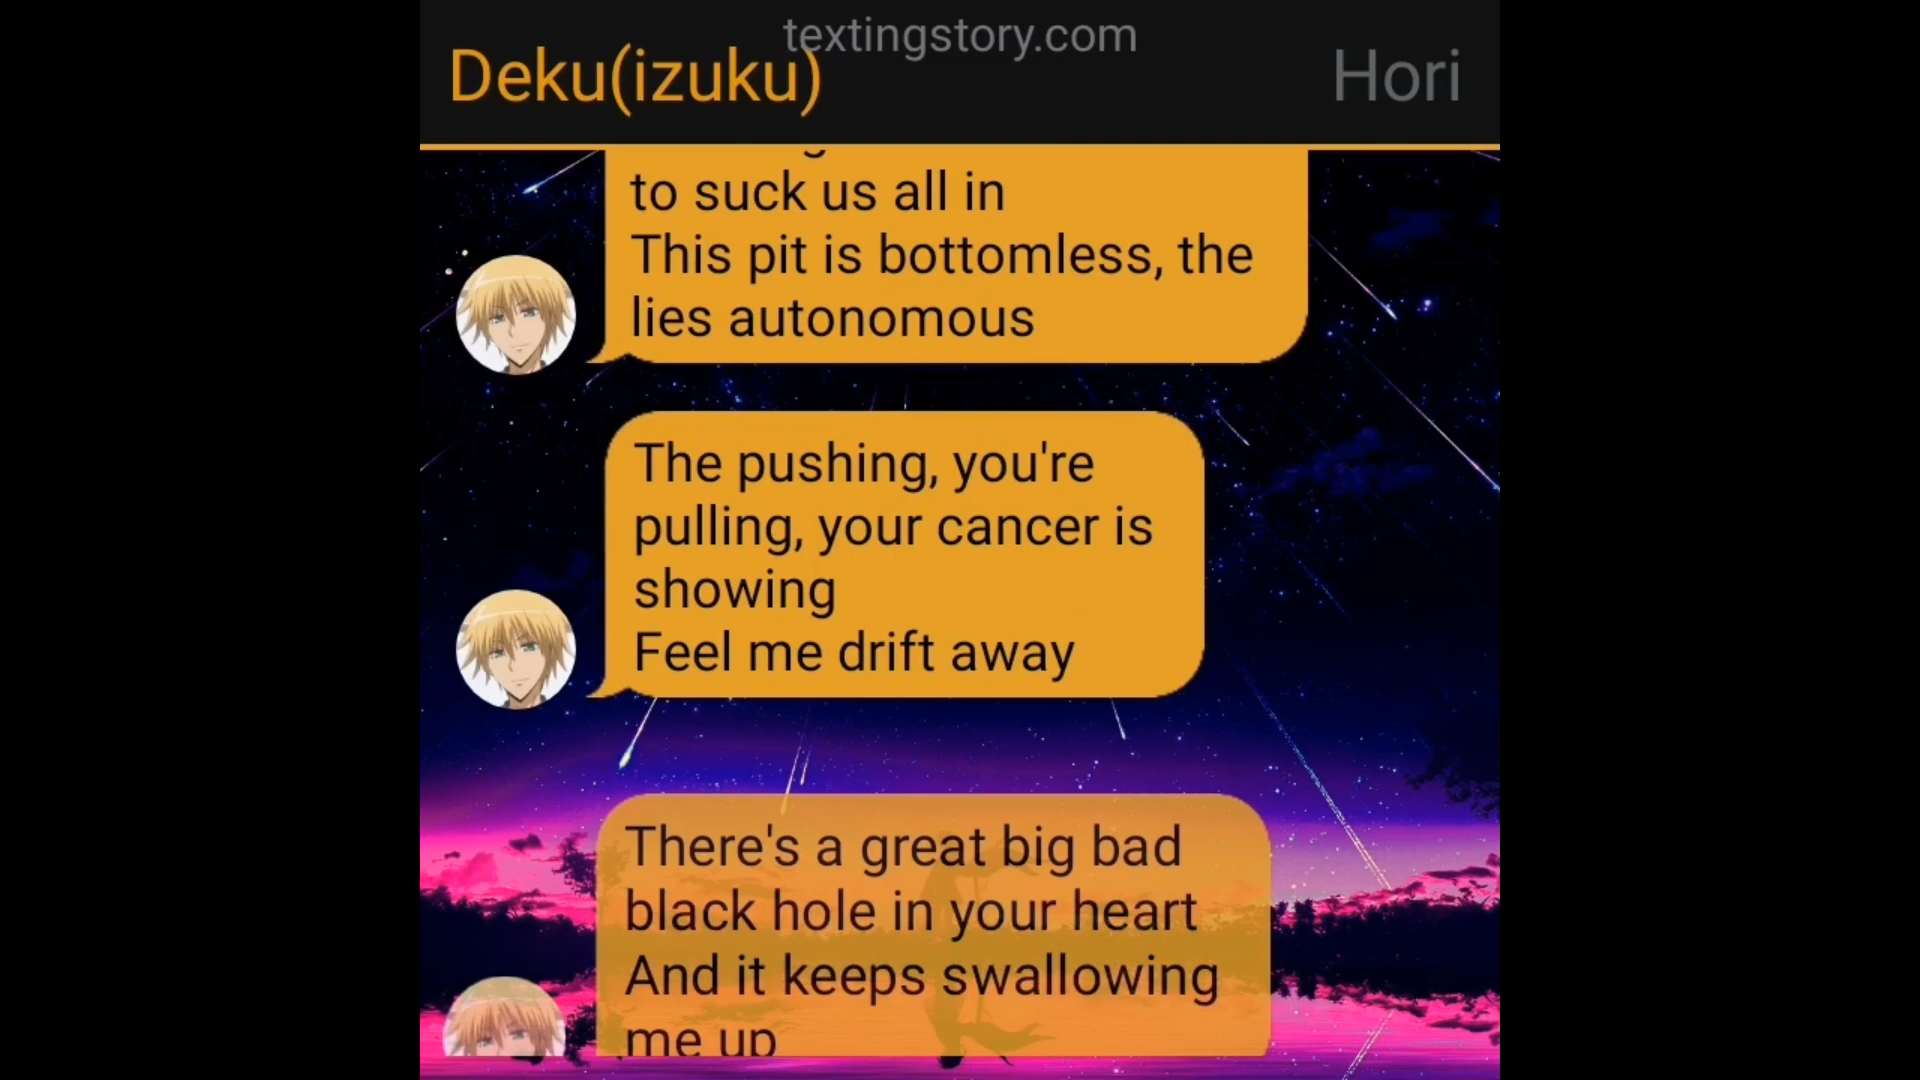 textingstory.com
Deku(izuku)
Hori
to suck us all in
This pit is bottomless, the
lies autonomous
The pushing, you're
pulling, your cancer is
showing
Feel me drift away
There's a great big bad
black hole in your heart
And it keeps swallowing
me up